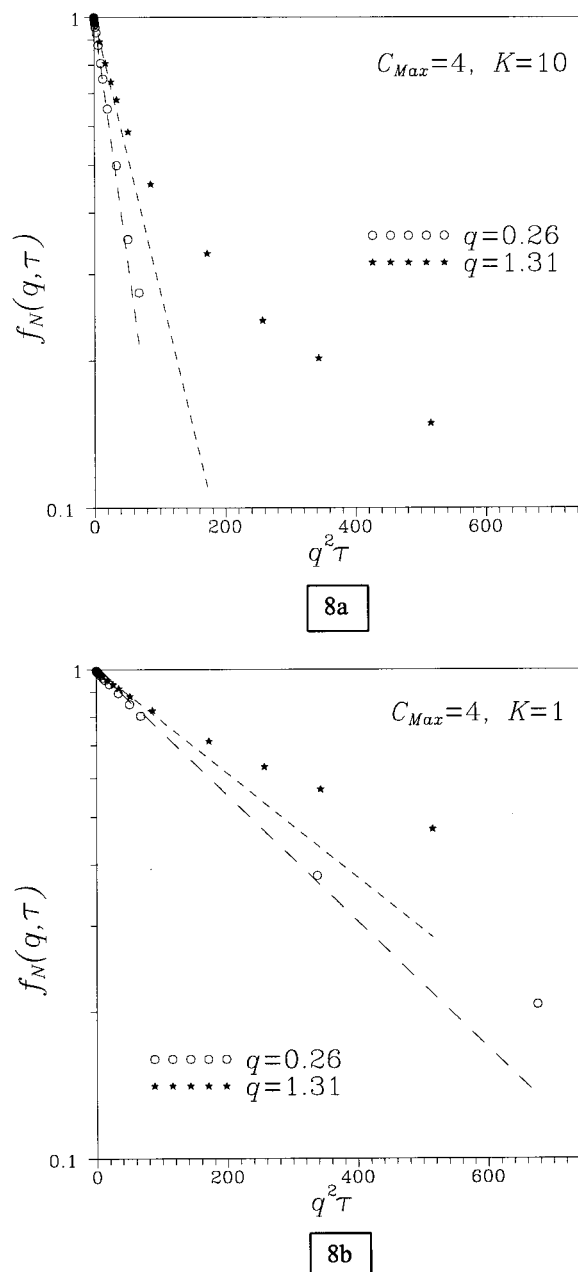 1
C_Max=4, K=10
q=0.26
q=1.31
f_N(q,τ)
0.1
0 200 400 600
q²τ
8a
1
C_Max=4, K=1
f_N(q,τ)
q=0.26
q=1.31
0.1
0 200 400 600
q²τ
8b